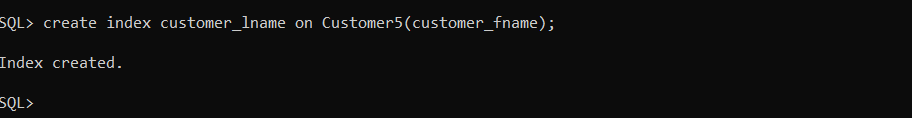 SQL> create index customer_lname on Customer5(customer_fname);
Index created.
SQL>